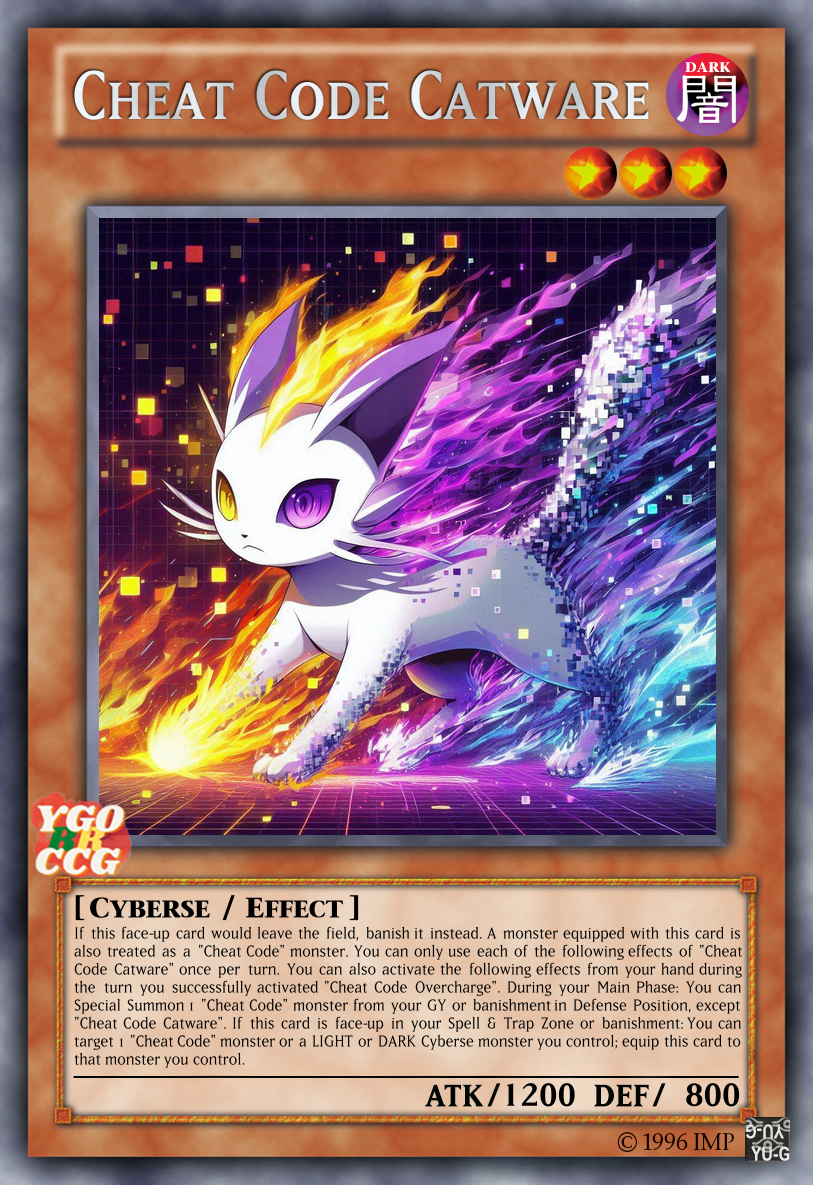 CHEAT CODE CATWARE
DARK
闇
YGO
RR
CCG
[ CYBERSE / EFFECT ]
If this face-up card would leave the field, banish it instead. A monster equipped with this card is
also treated as a "Cheat Code" monster. You can only use each of the following effects of "Cheat
Code Catware" once per turn. You can also activate the following effects from your hand during
the turn you successfully activated "Cheat Code Overcharge". During your Main Phase: You can
Special Summon 1 "Cheat Code" monster from your GY or banishment in Defense Position, except
"Cheat Code Catware". If this card is face-up in your Spell & Trap Zone or banishment: You can
target 1 "Cheat Code" monster or a LIGHT or DARK Cyberse monster you control; equip this card to
that monster you control.
ATK/1200 DEF/ 800
© 1996 IMP
YU-G